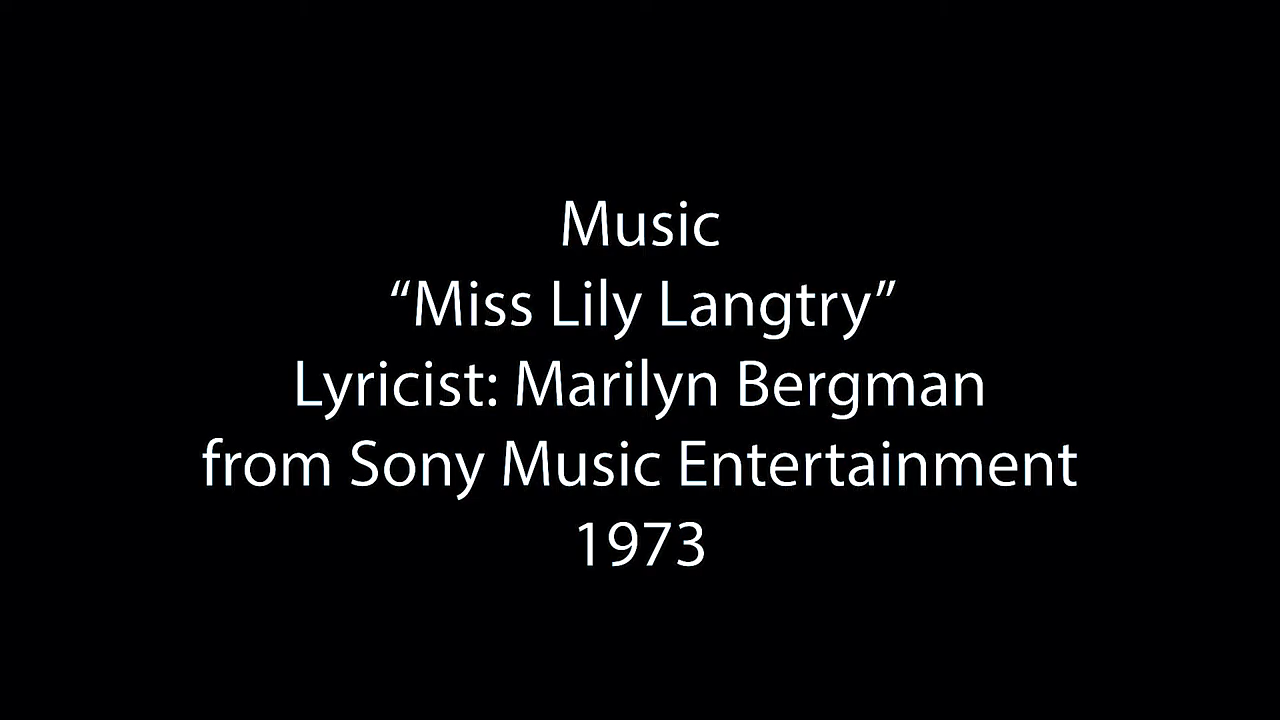 Music
“Miss Lily Langtry”
Lyricist: Marilyn Bergman
from Sony Music Entertainment
1973